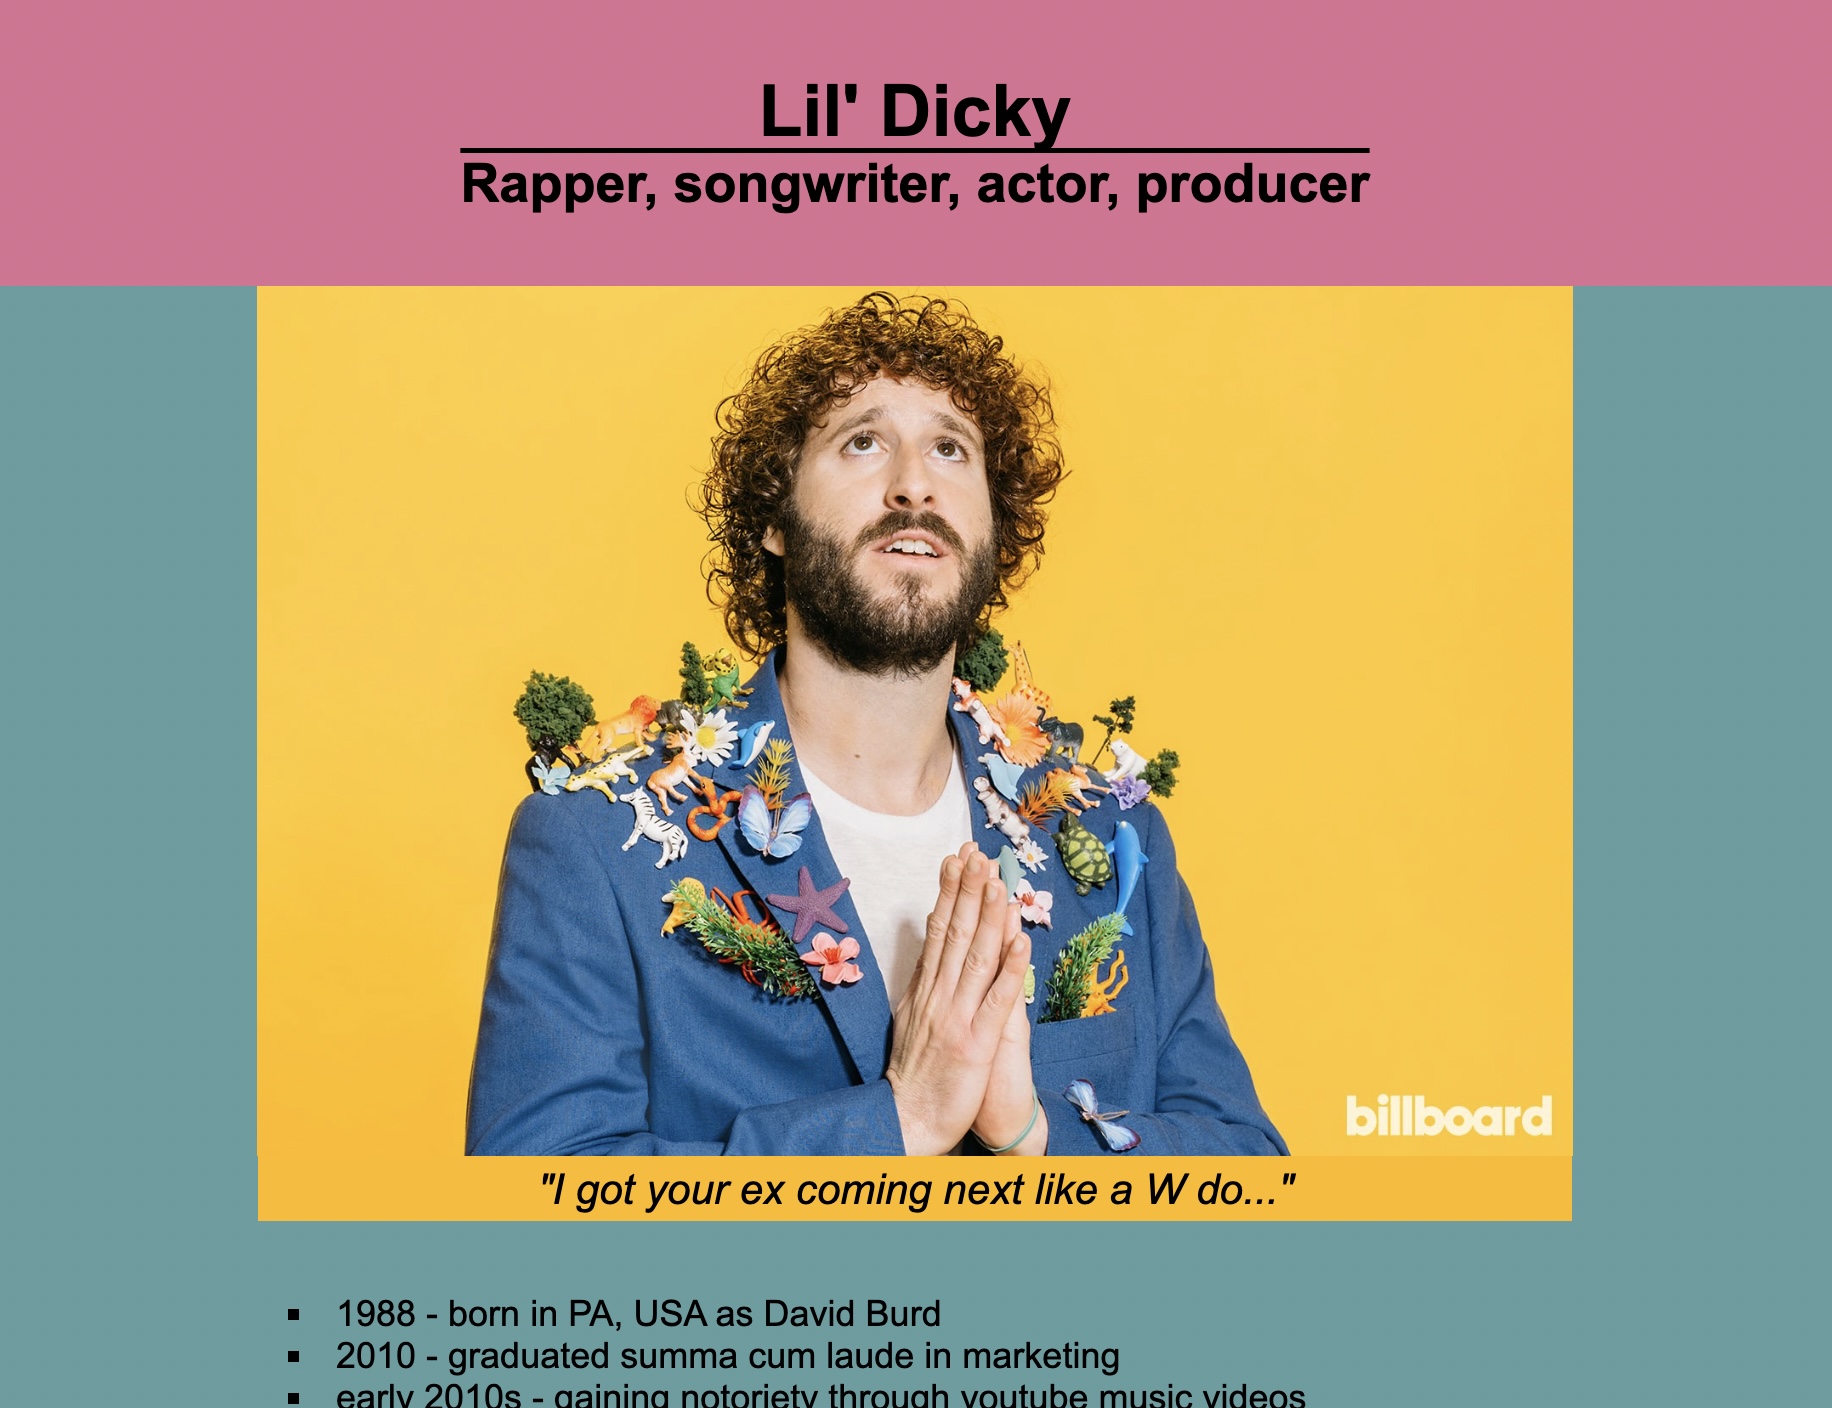 Lil' Dicky
Rapper, songwriter, actor, producer
billboard
"I got your ex coming next like a W do..."
▪ 1988 - born in PA, USA as David Burd
▪ 2010 - graduated summa cum laude in marketing
▪ early 2010s - gaining notoriety through youtube music videos